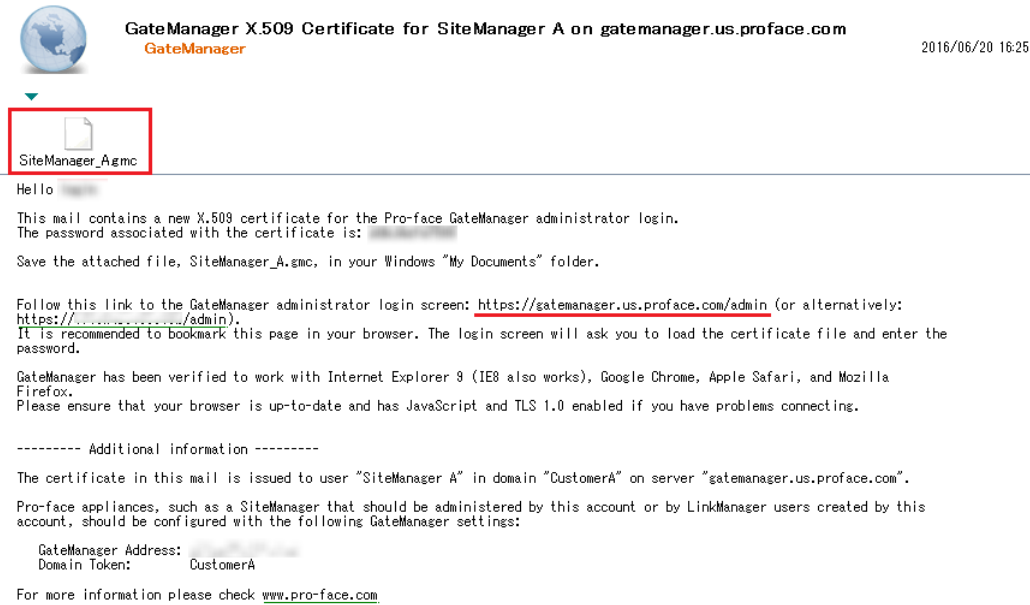 GateManager X.509 Certificate for SiteManager A on gatemanager.us.proface.com
GateManager
2016/06/20 16:25
SiteManager_A.gmc
Hello
This mail contains a new X.509 certificate for the Pro-face GateManager administrator login.
The password associated with the certificate is:
Save the attached file, SiteManager_A.gmc, in your Windows "My Documents" folder.
Follow this link to the GateManager administrator login screen: https://gatemanager.us.proface.com/admin (or alternatively:
https:// /admin).
It is recommended to bookmark this page in your browser. The login screen will ask you to load the certificate file and enter the
password.
GateManager has been verified to work with Internet Explorer 9 (IE8 also works), Google Chrome, Apple Safari, and Mozilla
Firefox.
Please ensure that your browser is up-to-date and has JavaScript and TLS 1.0 enabled if you have problems connecting.
--------- Additional information ---------
The certificate in this mail is issued to user "SiteManager A" in domain "CustomerA" on server "gatemanager.us.proface.com".
Pro-face appliances, such as a SiteManager that should be administered by this account or by LinkManager users created by this
account, should be configured with the following GateManager settings:
GateManager Address:
Domain Token: CustomerA
For more information please check www.pro-face.com